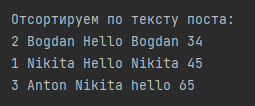 Отсортируем по тексту поста:
2 Bogdan Hello Bogdan 34
1 Nikita Hello Nikita 45
3 Anton Nikita hello 65